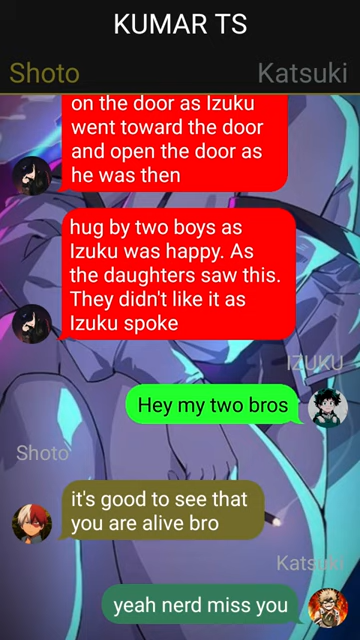 KUMAR TS
Shoto Katsuki
on the door as Izuku
went toward the door
and open the door as
he was then
hug by two boys as
Izuku was happy. As
the daughters saw this.
They didn't like it as
Izuku spoke
IZUKU
Hey my two bros
Shoto
it's good to see that
you are alive bro
Katsuki
yeah nerd miss you